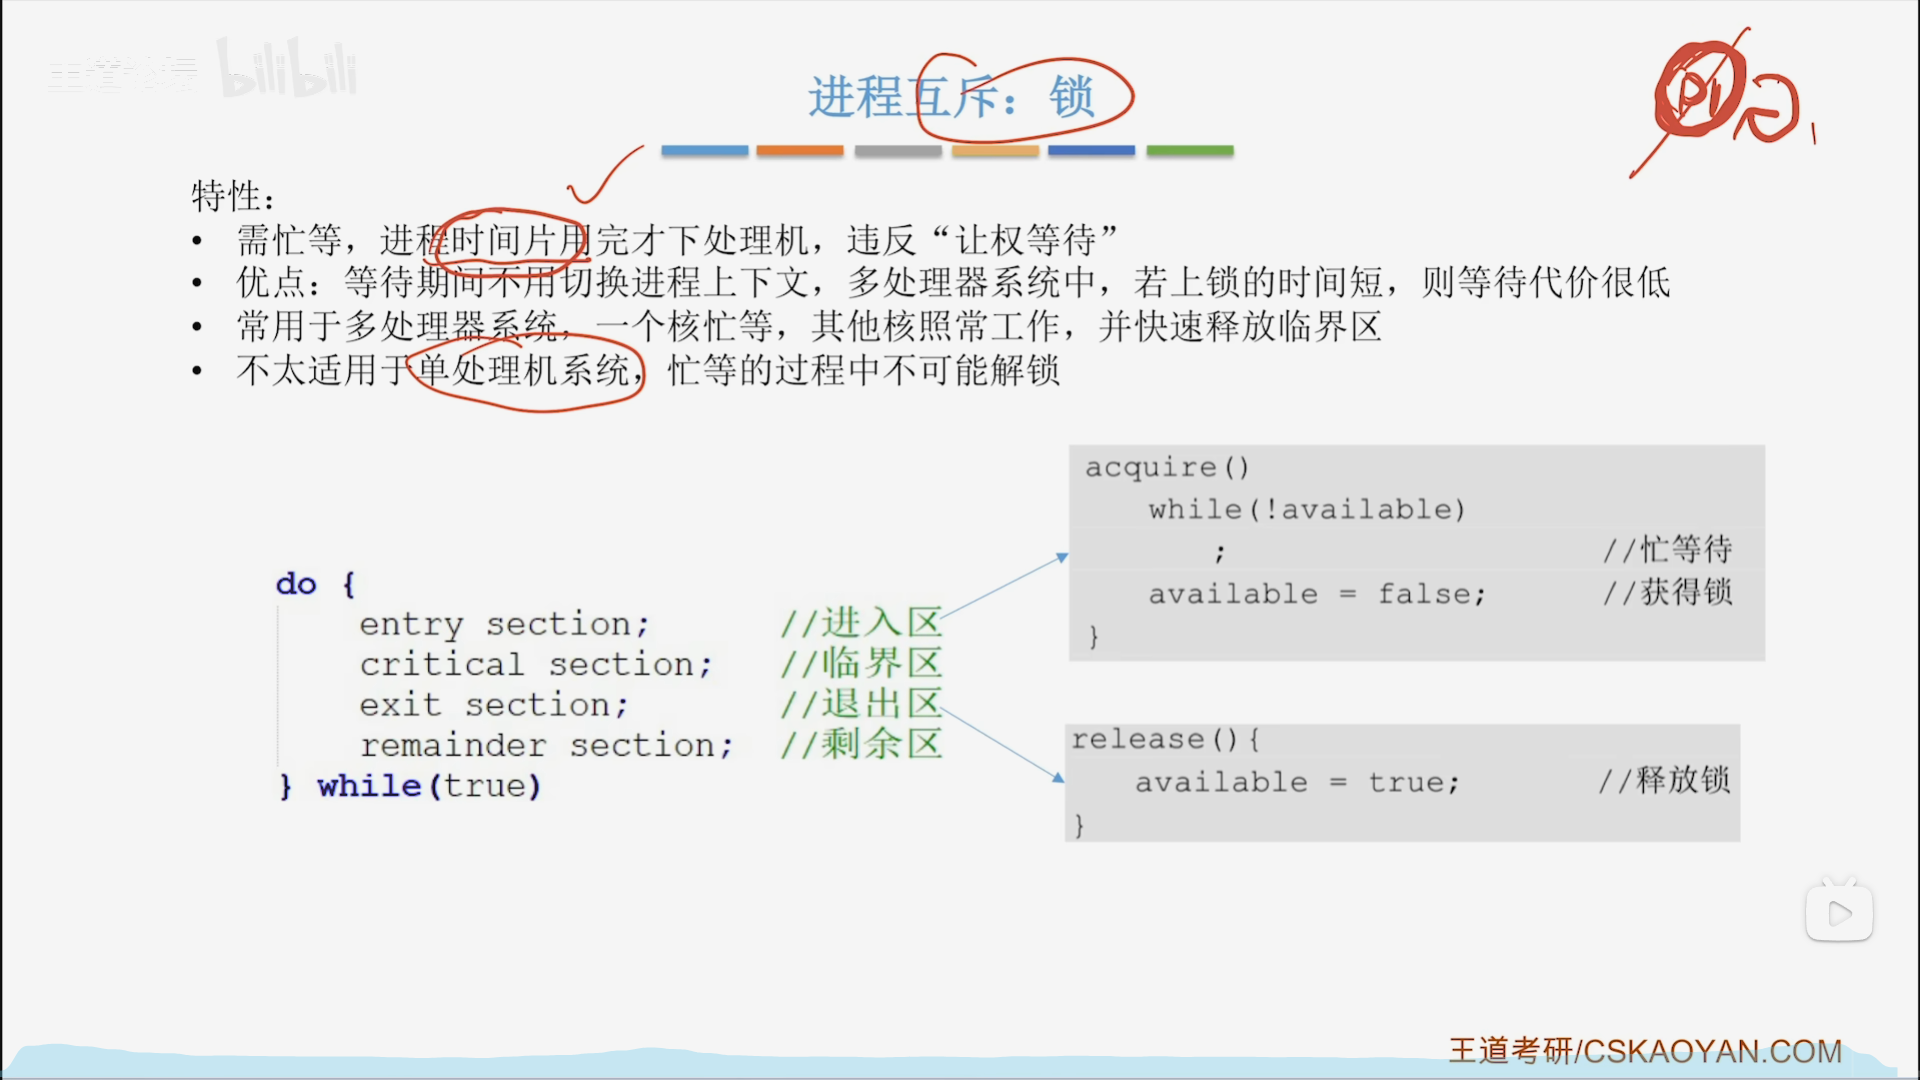 王道论坛 bilibili
进程互斥：锁
P1
特性：
• 需忙等，进程时间片用完才下处理机，违反“让权等待”
• 优点：等待期间不用切换进程上下文，多处理器系统中，若上锁的时间短，则等待代价很低
• 常用于多处理器系统，一个核忙等，其他核照常工作，并快速释放临界区
• 不太适用于单处理机系统，忙等的过程中不可能解锁
do {
entry section; //进入区
critical section; //临界区
exit section; //退出区
remainder section; //剩余区
} while(true)
acquire()
while(!available)
; //忙等待
available = false; //获得锁
}
release(){
available = true; //释放锁
}
王道考研/CSKAOYAN.COM